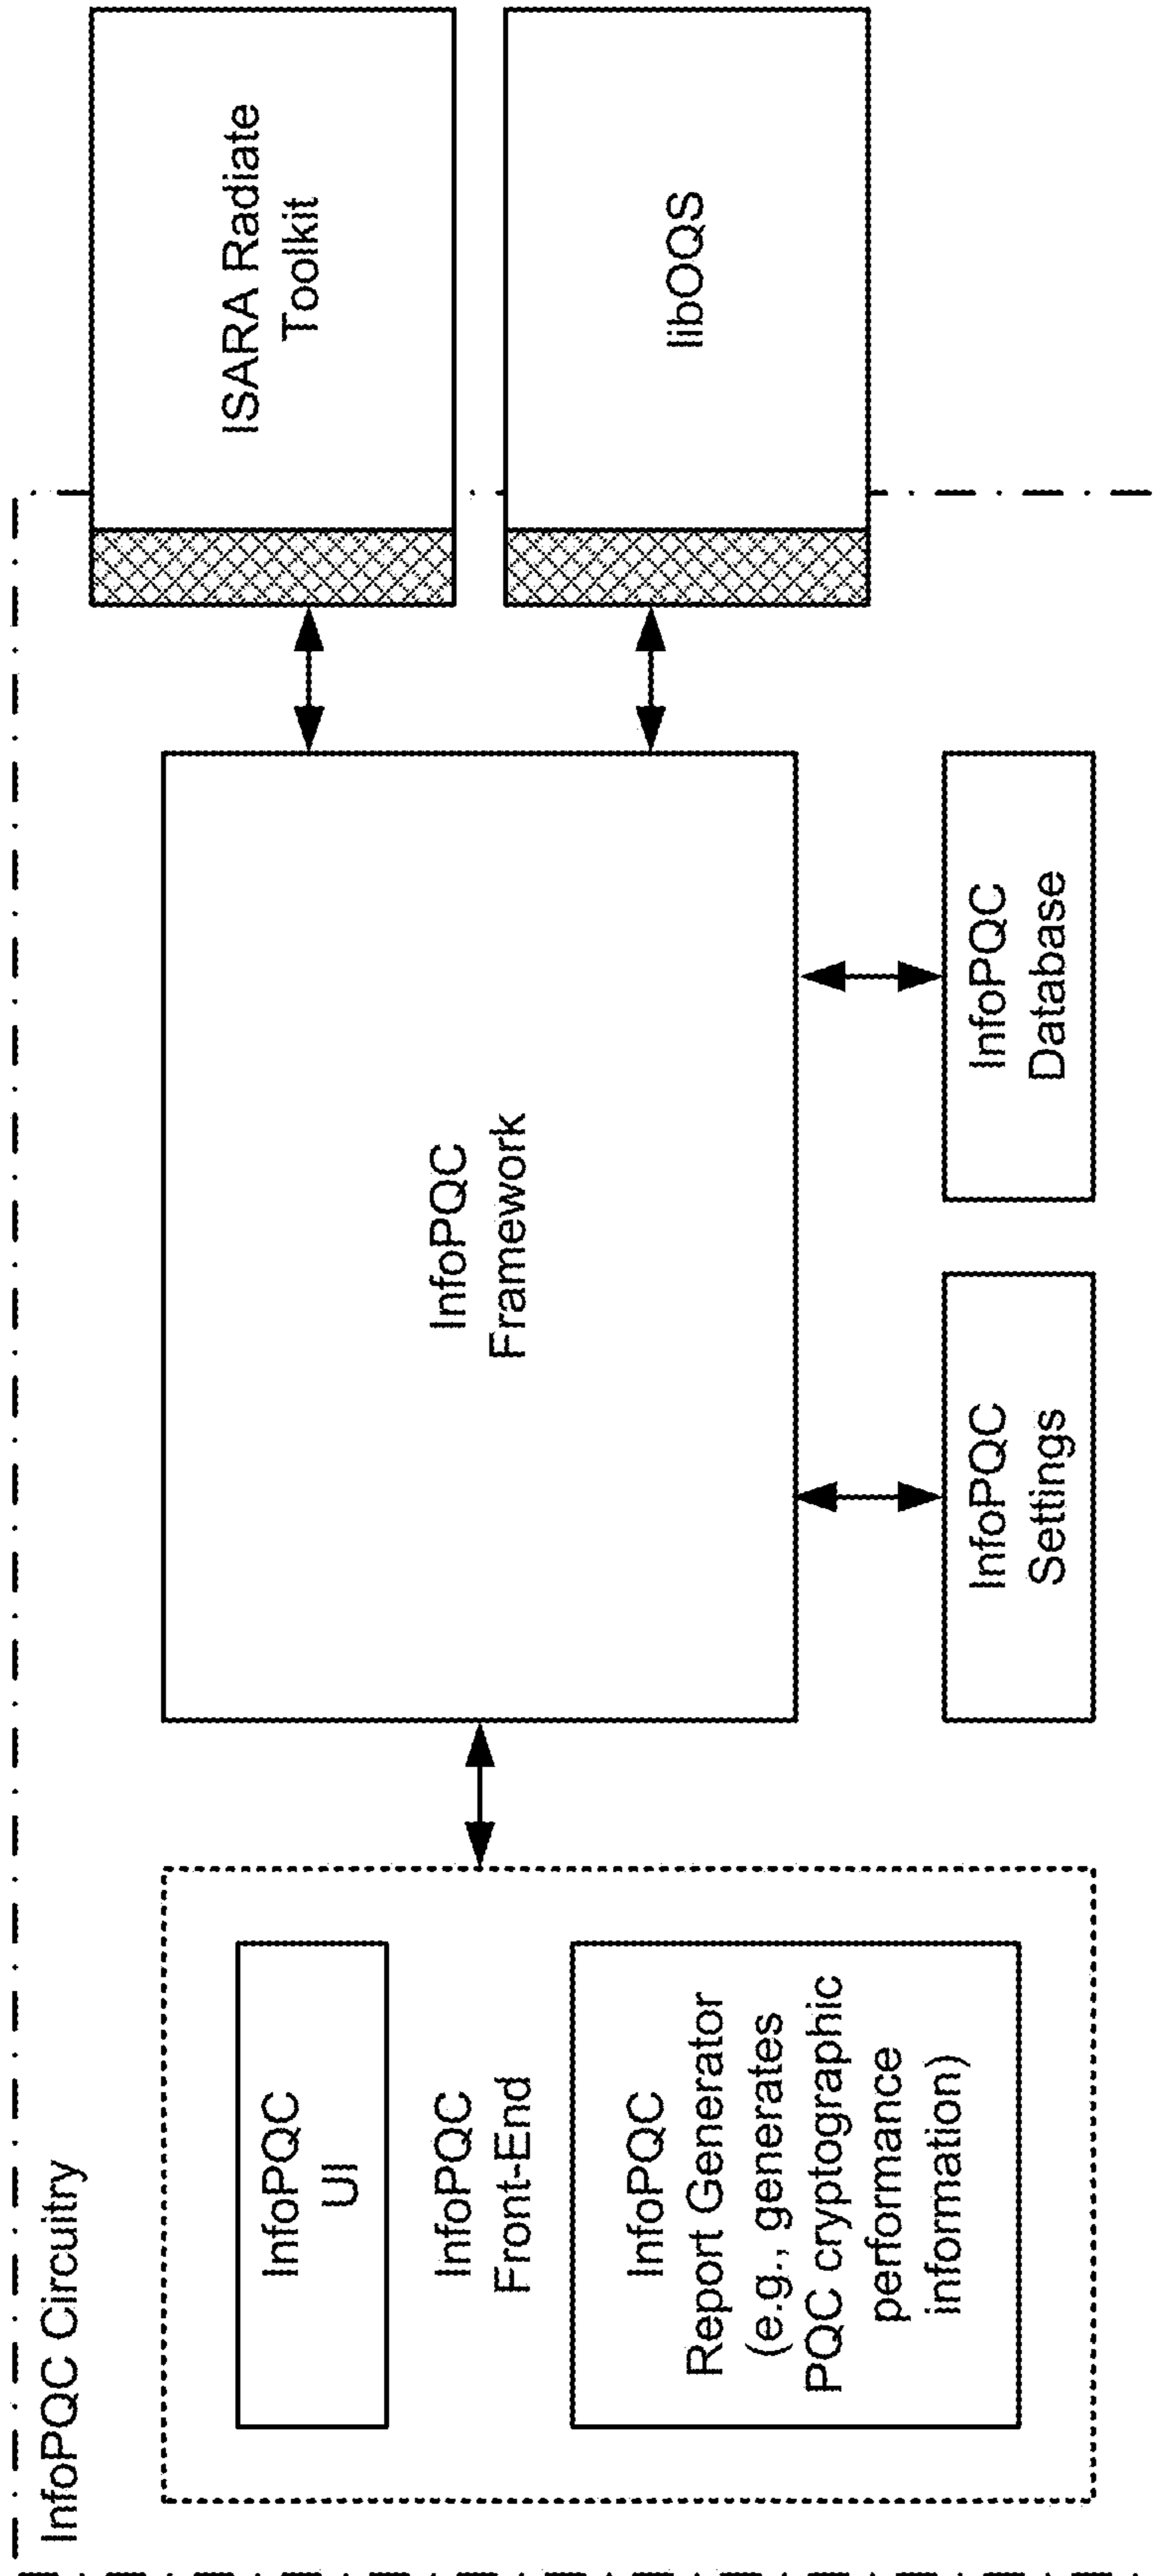 InfoPQC Circuitry
InfoPQC
UI
InfoPQC
Front-End
InfoPQC
Report Generator
(e.g., generates
PQC cryptographic
performance
information)
InfoPQC
Framework
InfoPQC
Settings
InfoPQC
Database
ISARA Radiate
Toolkit
libOQS